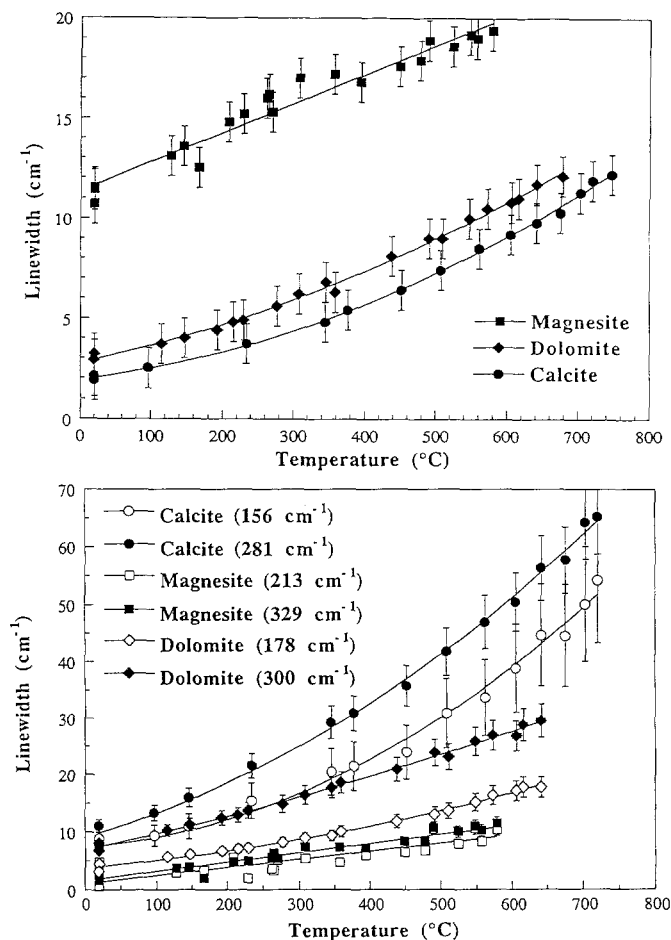 20
15
10
5
0
Linewidth (cm⁻¹)
Magnesite
Dolomite
Calcite
0 100 200 300 400 500 600 700 800
Temperature (°C)
70
60
50
40
30
20
10
0
Linewidth (cm⁻¹)
Calcite (156 cm⁻¹)
Calcite (281 cm⁻¹)
Magnesite (213 cm⁻¹)
Magnesite (329 cm⁻¹)
Dolomite (178 cm⁻¹)
Dolomite (300 cm⁻¹)
0 100 200 300 400 500 600 700 800
Temperature (°C)